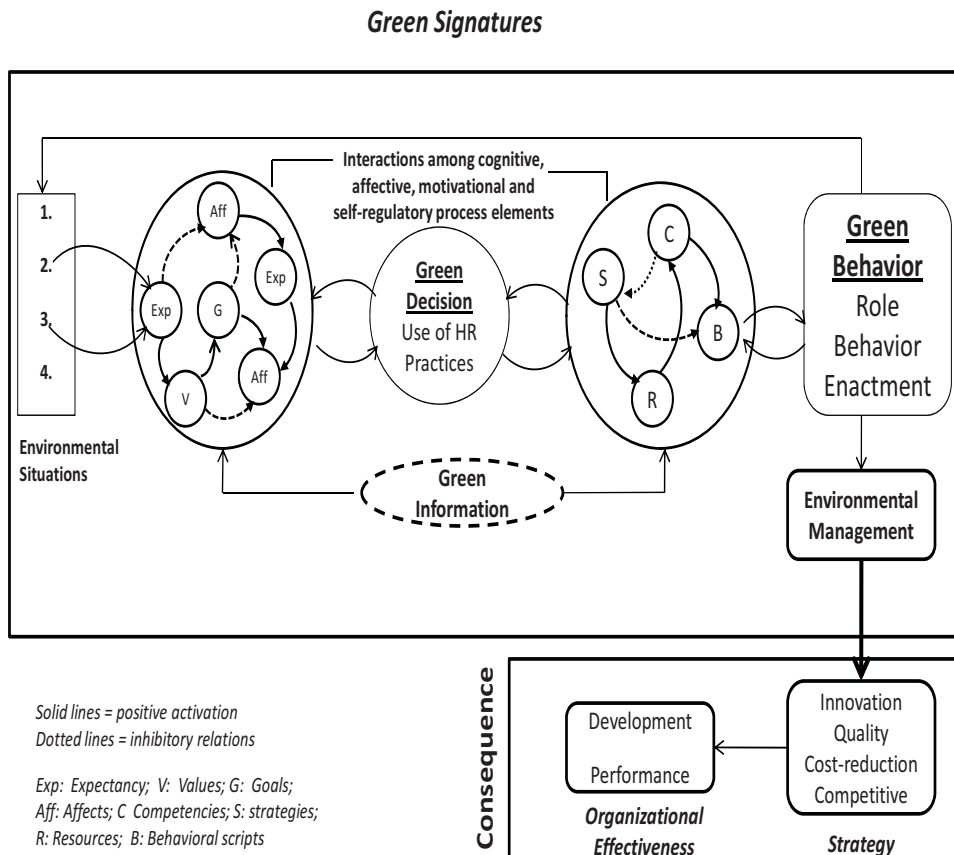 Green Signatures
Interactions among cognitive,
affective, motivational and
self-regulatory process elements
1.
2.
3.
4.
Environmental
Situations
Aff
Exp
Exp
G
Aff
V
Green
Decision
Use of HR
Practices
C
S
B
R
Green
Behavior
Role
Behavior
Enactment
Green
Information
Environmental
Management
Consequence
Innovation
Quality
Cost-reduction
Competitive
Strategy
Development
Performance
Organizational
Effectiveness
Solid lines = positive activation
Dotted lines = inhibitory relations
Exp: Expectancy; V: Values; G: Goals;
Aff: Affects; C Competencies; S: strategies;
R: Resources; B: Behavioral scripts